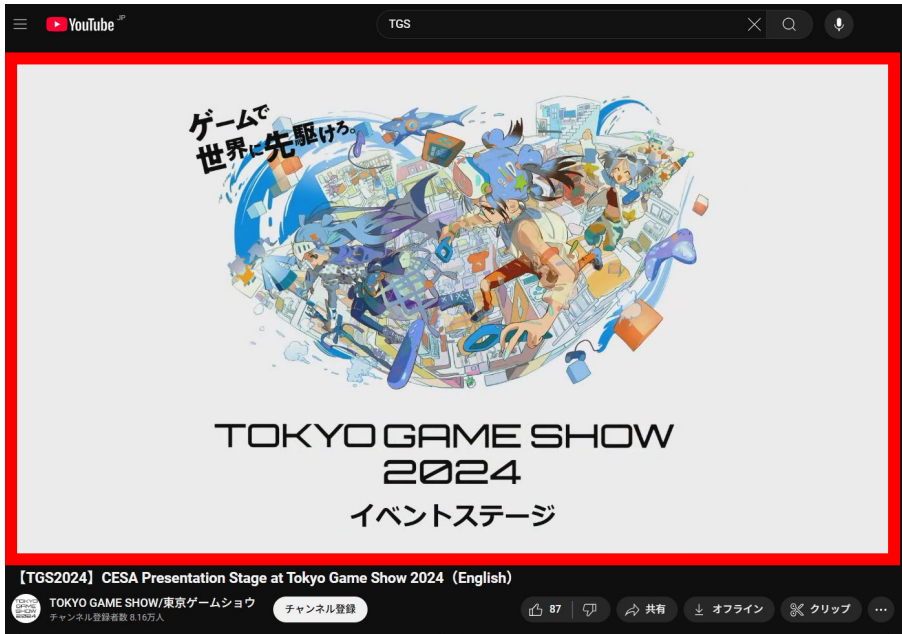 YouTube JP
TGS
ゲームで
世界に先駆けろ。
TOKYO GAME SHOW
2024
イベントステージ
【TGS2024】CESA Presentation Stage at Tokyo Game Show 2024（English）
TOKYO GAME SHOW
2024
TOKYO GAME SHOW/東京ゲームショウ
チャンネル登録者数 8.16万人
チャンネル登録
87
共有
オフライン
クリップ